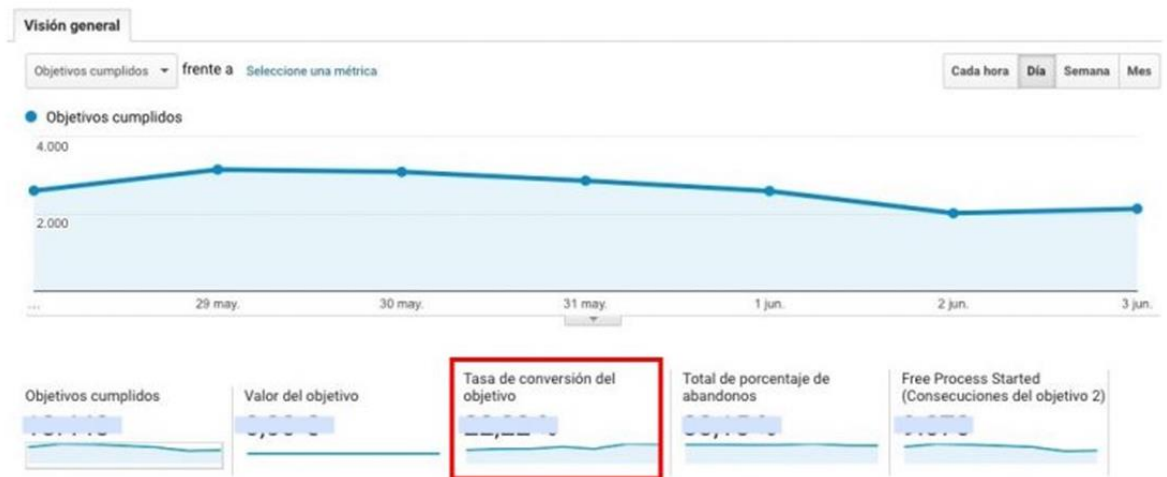 Visión general
Objetivos cumplidos frente a Seleccione una métrica
Cada hora Día Semana Mes
Objetivos cumplidos
4.000
2.000
... 29 may. 30 may. 31 may. 1 jun. 2 jun. 3 jun.
Objetivos cumplidos
Valor del objetivo
Tasa de conversión del
objetivo
Total de porcentaje de
abandonos
Free Process Started
(Consecuciones del objetivo 2)